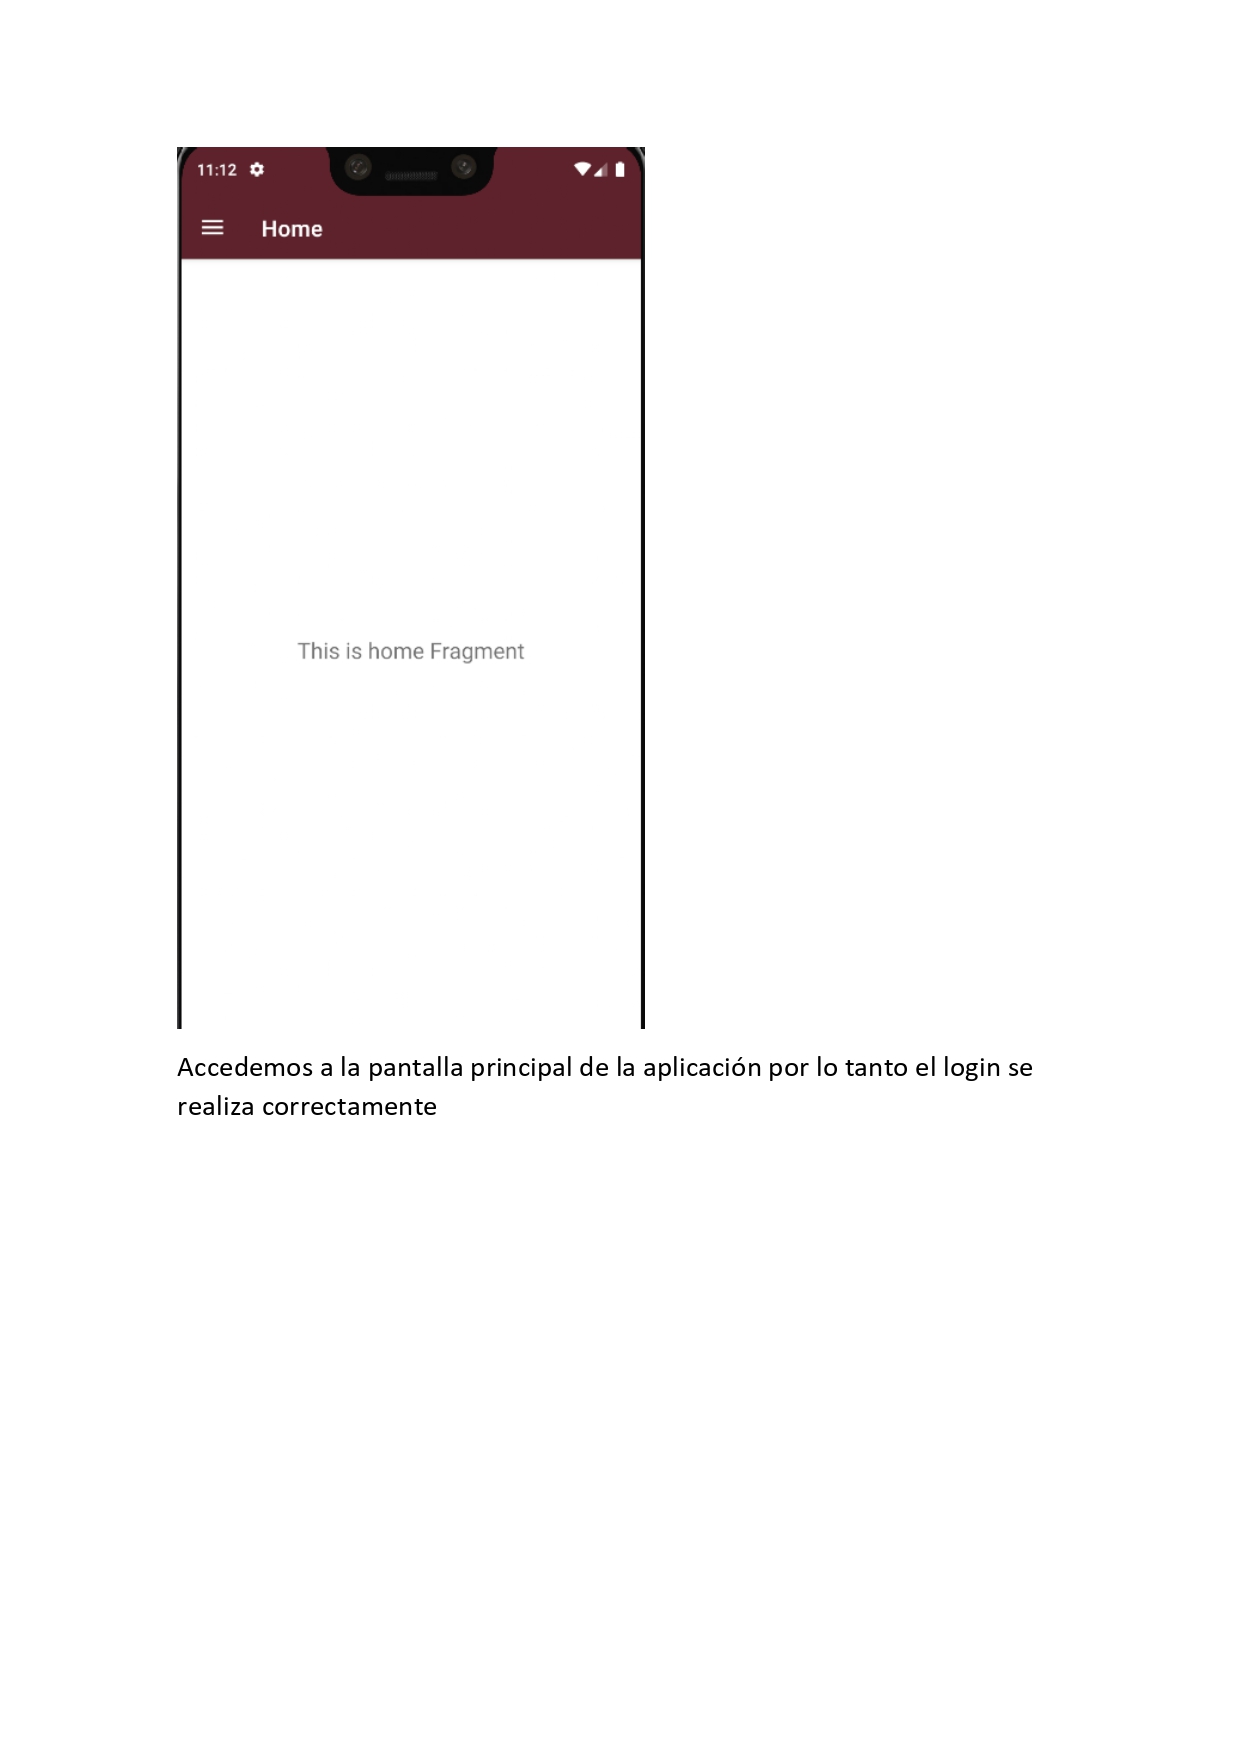 11:12
Home
This is home Fragment
Accedemos a la pantalla principal de la aplicación por lo tanto el login se
realiza correctamente